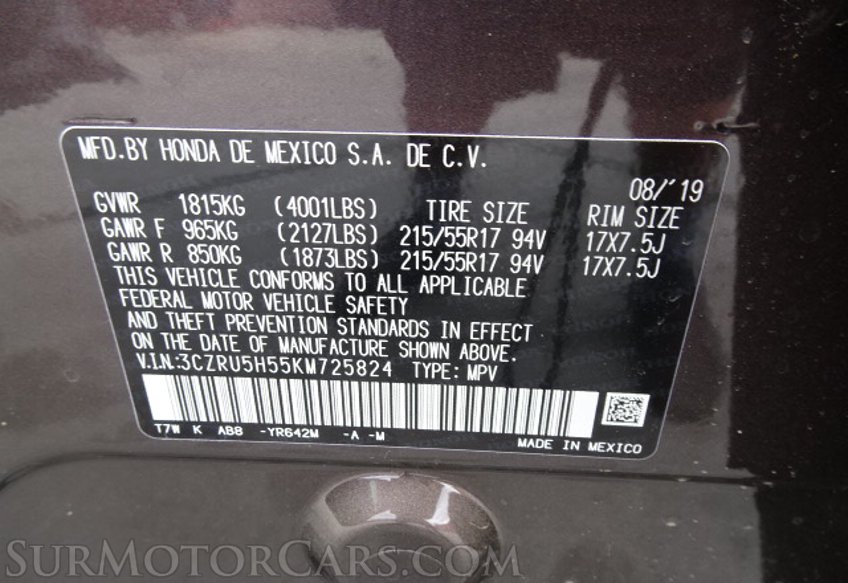 MFD.BY HONDA DE MEXICO S.A. DE C.V.
08/'19
GVWR 1815KG (4001LBS) TIRE SIZE RIM SIZE
GAWR F 965KG (2127LBS) 215/55R17 94V 17X7.5J
GAWR R 850KG (1873LBS) 215/55R17 94V 17X7.5J
THIS VEHICLE CONFORMS TO ALL APPLICABLE
FEDERAL MOTOR VEHICLE SAFETY
AND THEFT PREVENTION STANDARDS IN EFFECT
ON THE DATE OF MANUFACTURE SHOWN ABOVE.
V.I.N.:3CZRU5H55KM725824 TYPE: MPV
T7W K AB8 -YR642M -A -M
MADE IN MEXICO
SURMOTORCARS.COM